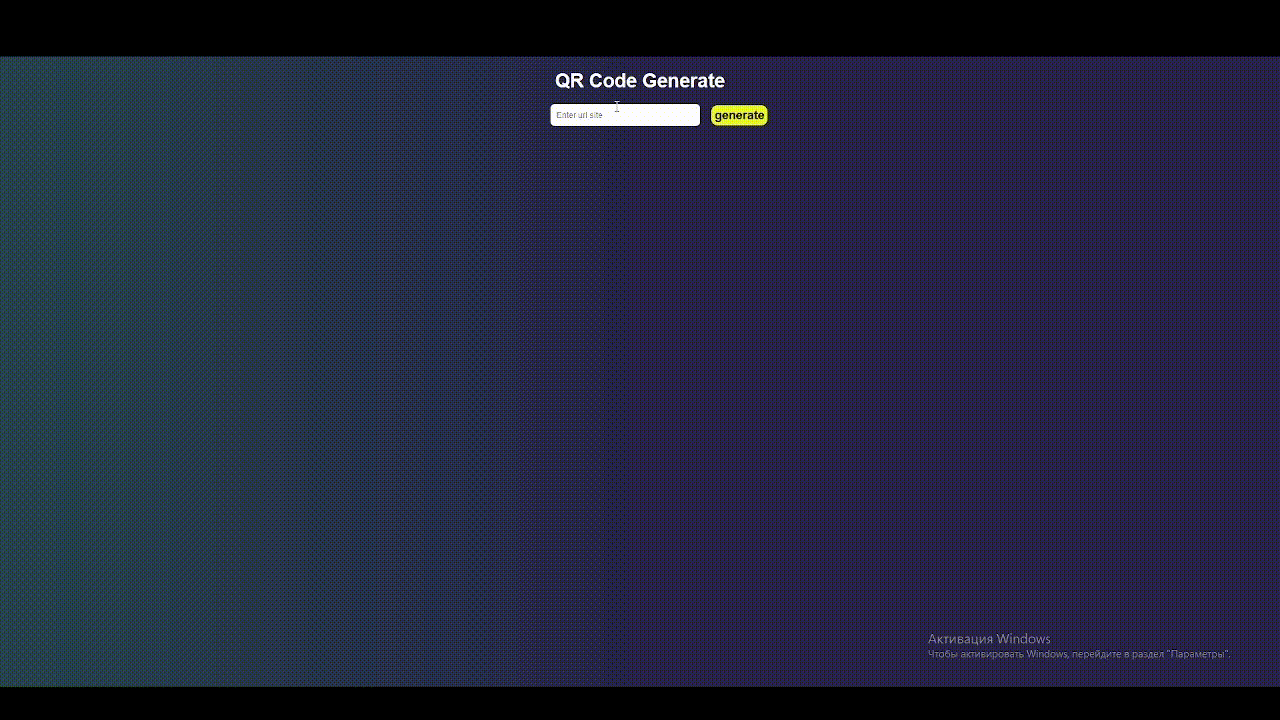 QR Code Generate
Enter url site
generate
Активация Windows
Чтобы активировать Windows, перейдите в раздел "Параметры".